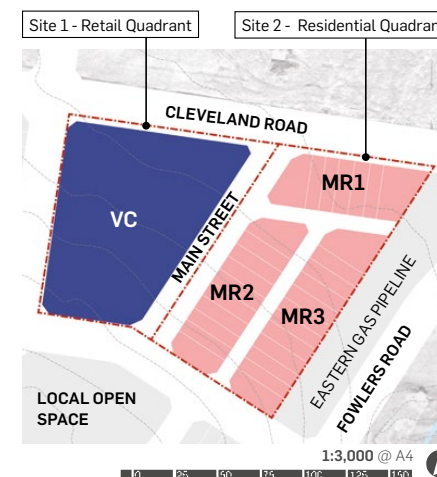 Site 1 - Retail Quadrant
Site 2 - Residential Quadran
CLEVELAND ROAD
MR1
VC
MAIN STREET
MR2
MR3
EASTERN GAS PIPELINE
FOWLERS ROAD
LOCAL OPEN
SPACE
1:3,000 @ A4
0 25 50 75 100 125 150